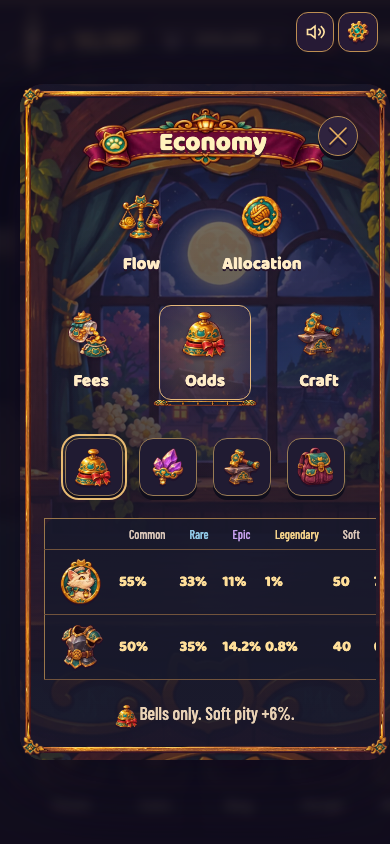 Economy
Flow Allocation
Fees Odds Craft
Common Rare Epic Legendary Soft
55% 33% 11% 1% 50
50% 35% 14.2% 0.8% 40
Bells only. Soft pity +6%.